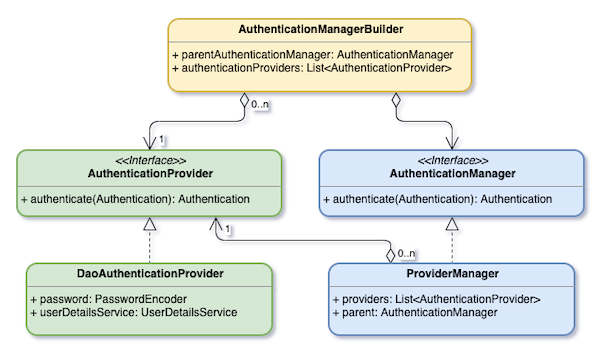 AuthenticationManagerBuilder
+ parentAuthenticationManager: AuthenticationManager
+ authenticationProviders: List<AuthenticationProvider>
0..n
1
<<Interface>>
AuthenticationProvider
+ authenticate(Authentication): Authentication
<<Interface>>
AuthenticationManager
+ authenticate(Authentication): Authentication
1
0..n
DaoAuthenticationProvider
+ password: PasswordEncoder
+ userDetailsService: UserDetailsService
ProviderManager
+ providers: List<AuthenticationProvider>
+ parent: AuthenticationManager